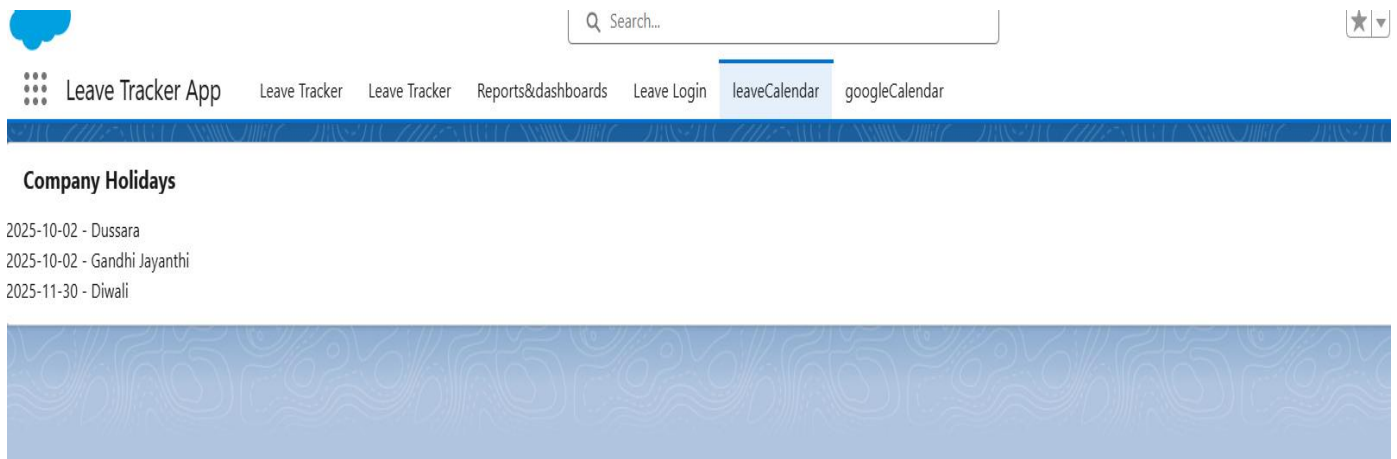 Search...
Leave Tracker App Leave Tracker Leave Tracker Reports&dashboards Leave Login leaveCalendar googleCalendar
Company Holidays
2025-10-02 - Dussara
2025-10-02 - Gandhi Jayanthi
2025-11-30 - Diwali